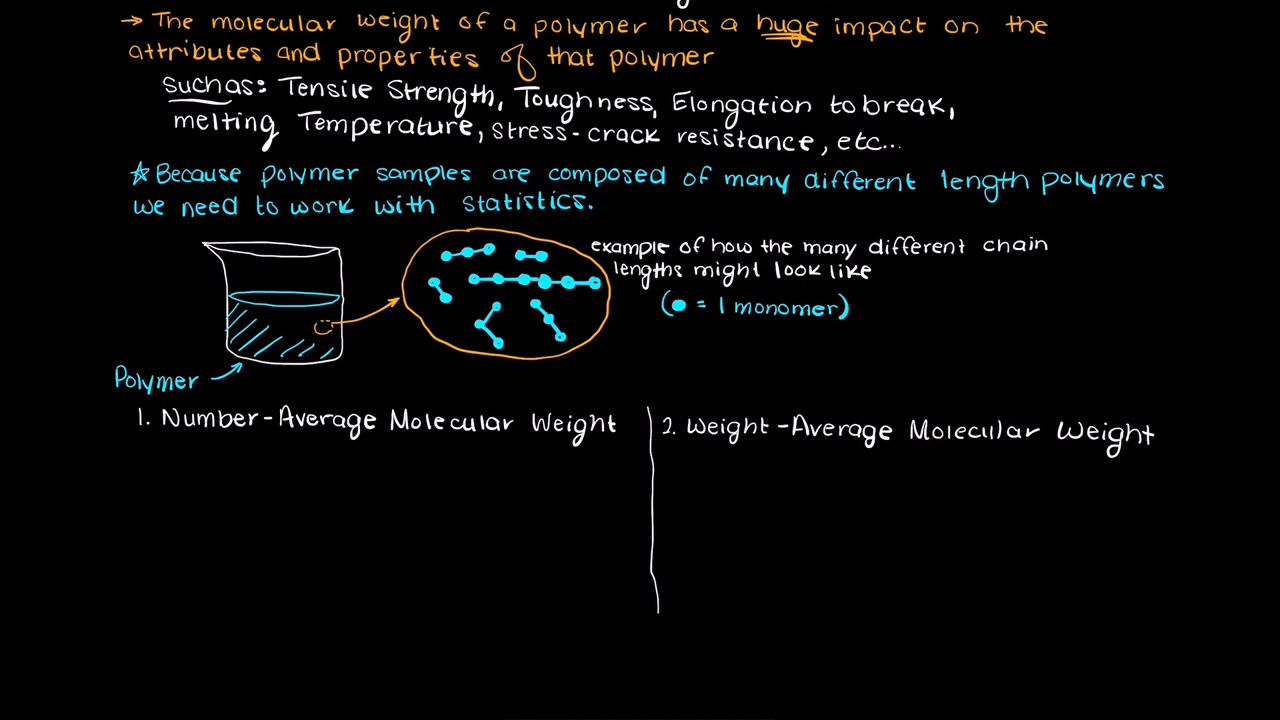 → The molecular weight of a polymer has a huge impact on the
attributes and properties of that polymer
such as: Tensile Strength, Toughness, Elongation to break,
melting Temperature, stress-crack resistance, etc...
☆ Because polymer samples are composed of many different length polymers
we need to work with statistics.
example of how the many different chain
lengths might look like
(● = 1 monomer)
Polymer
1. Number-Average Molecular Weight
2. Weight-Average Molecular Weight